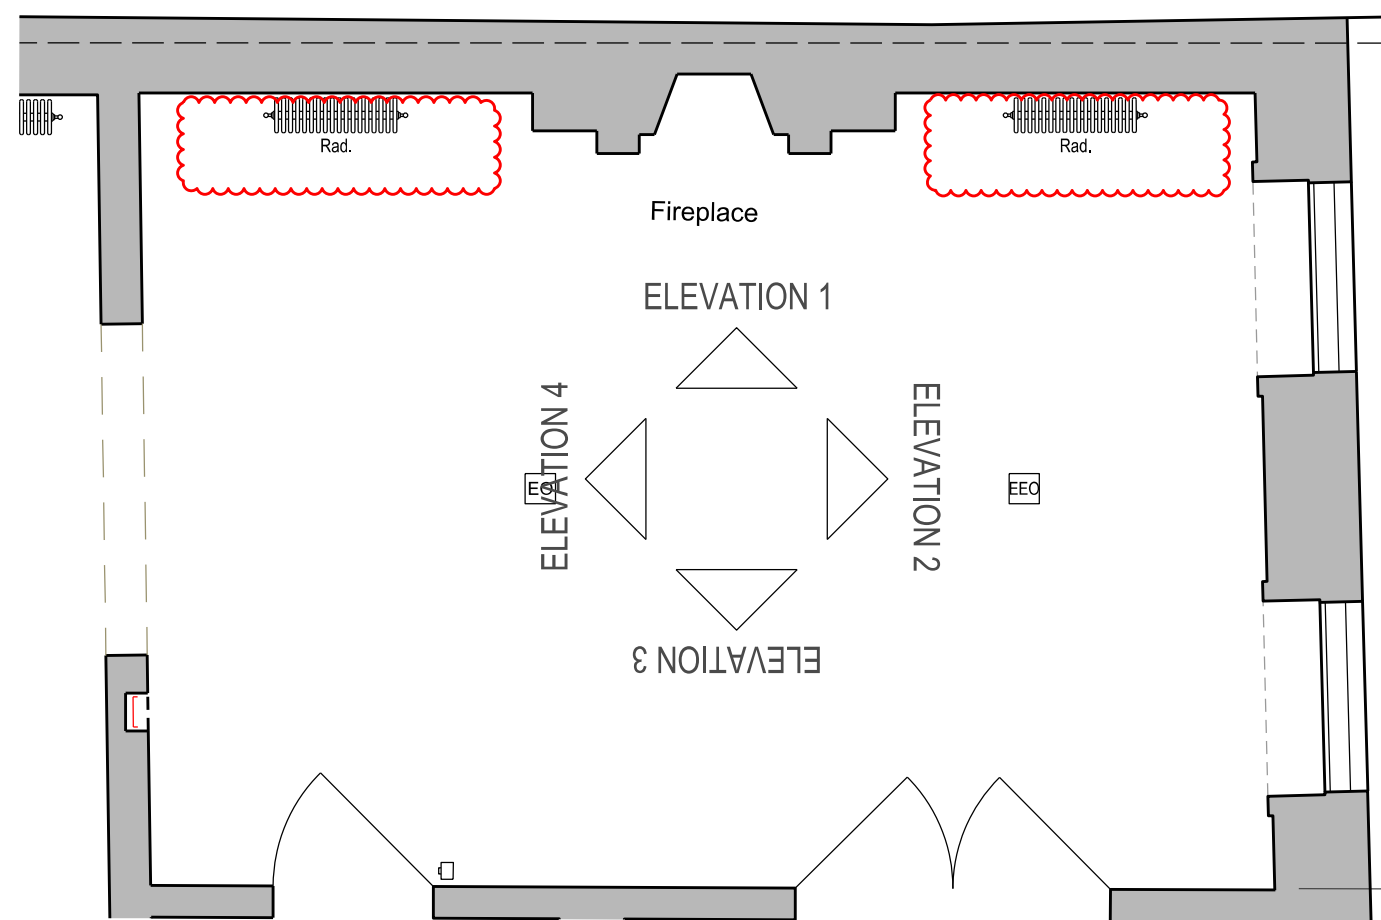 Rad.
Rad.
Fireplace
ELEVATION 1
ELEVATION 4
ELEVATION 2
EO
EEO
ELEVATION 3